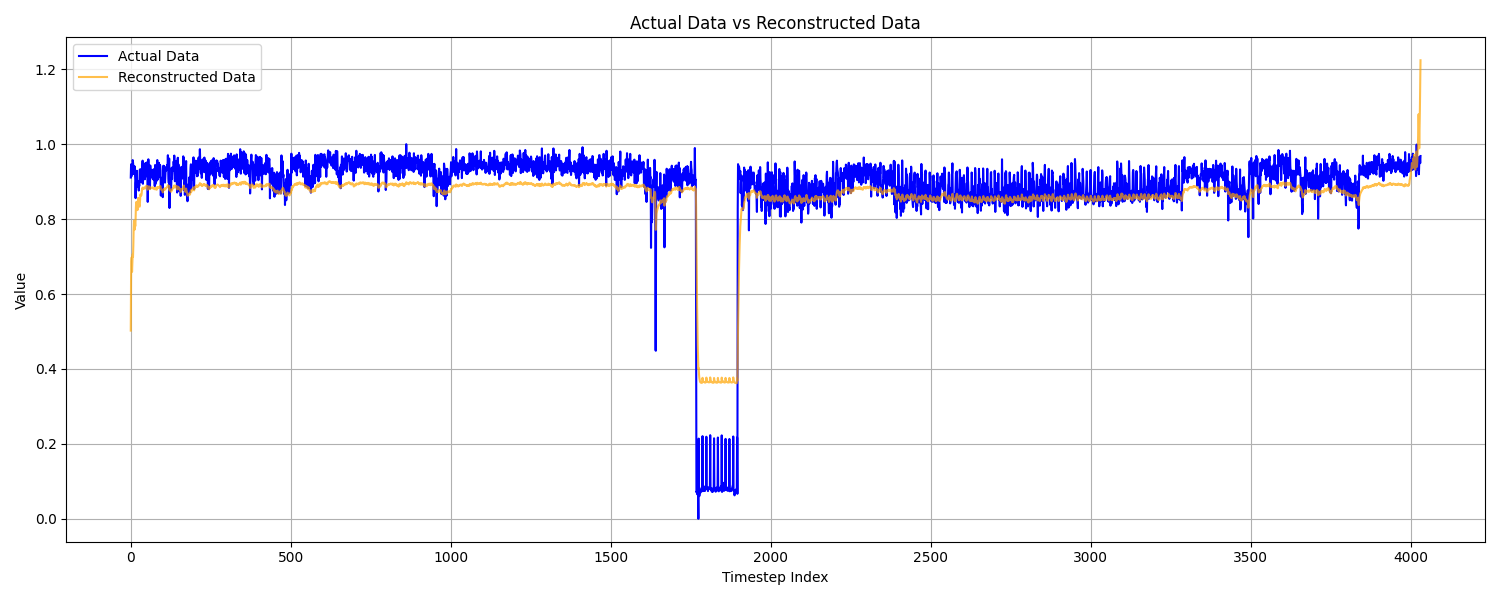 Actual Data vs Reconstructed Data
Actual Data
Reconstructed Data
Value
1.2
1.0
0.8
0.6
0.4
0.2
0.0
0 500 1000 1500 2000 2500 3000 3500 4000
Timestep Index